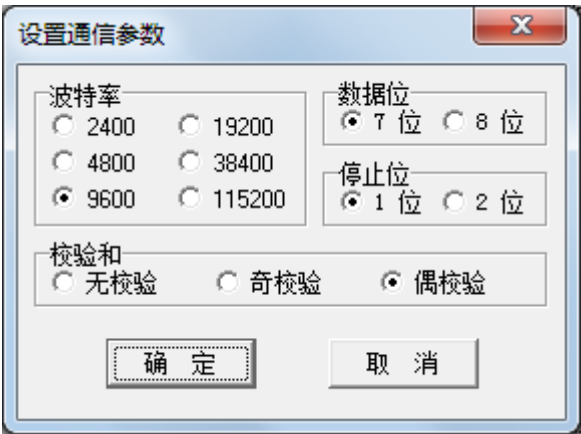 设置通信参数
波特率
2400 19200
4800 38400
9600 115200
数据位
7 位 8 位
停止位
1 位 2 位
校验和
无校验 奇校验 偶校验
确 定 取 消